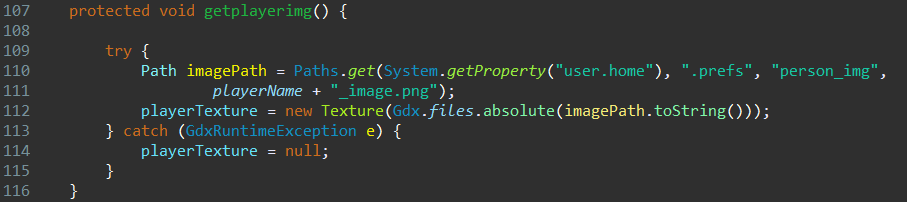 107 protected void getplayerimg() {
108
109 try {
110 Path imagePath = Paths.get(System.getProperty("user.home"), ".prefs", "person_img",
111 playerName + "_image.png");
112 playerTexture = new Texture(Gdx.files.absolute(imagePath.toString()));
113 } catch (GdxRuntimeException e) {
114 playerTexture = null;
115 }
116 }